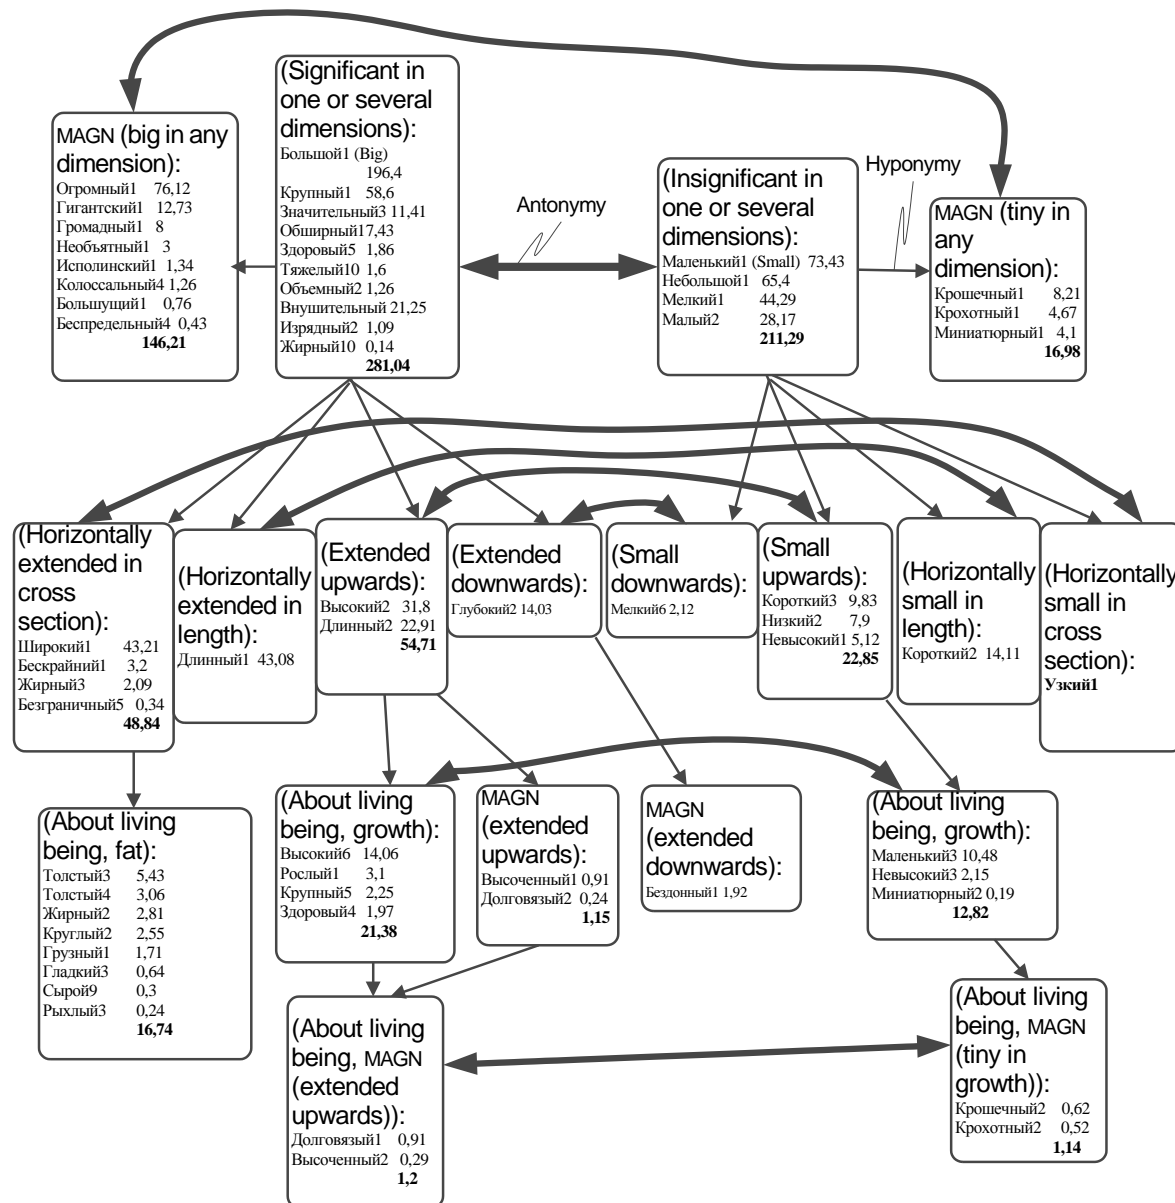 MAGN (big in any
dimension):
Огромный1 76,12
Гигантский1 12,73
Громадный1 8
Необъятный1 3
Исполинский1 1,34
Колоссальный4 1,26
Большущий1 0,76
Беспредельный4 0,43
146,21
(Significant in
one or several
dimensions):
Большой1 (Big)
196,4
Крупный1 58,6
Значительный3 11,41
Обширный17,43
Здоровый5 1,86
Тяжелый10 1,6
Объемный2 1,26
Внушительный 21,25
Изрядный2 1,09
Жирный10 0,14
281,04
Antonymy
(Insignificant in
one or several
dimensions):
Маленький1 (Small) 73,43
Небольшой1 65,4
Мелкий1 44,29
Малый2 28,17
211,29
Hyponymy
MAGN (tiny in
any
dimension):
Крошечный1 8,21
Крохотный1 4,67
Миниатюрный1 4,1
16,98
(Horizontally
extended in
cross
section):
Широкий1 43,21
Бескрайний1 3,2
Жирный3 2,09
Безграничный5 0,34
48,84
(Horizontally
extended in
length):
Длинный1 43,08
(Extended
upwards):
Высокий2 31,8
Длинный2 22,91
54,71
(Extended
downwards):
Глубокий2 14,03
(Small
downwards):
Мелкий6 2,12
(Small
upwards):
Короткий3 9,83
Низкий2 7,9
Невысокий1 5,12
22,85
(Horizontally
small in
length):
Короткий2 14,11
(Horizontally
small in
cross
section):
Узкий1
(About living
being, fat):
Толстый3 5,43
Толстый4 3,06
Жирный2 2,81
Круглый2 2,55
Грузный1 1,71
Гладкий3 0,64
Сырой9 0,3
Рыхлый3 0,24
16,74
(About living
being, growth):
Высокий6 14,06
Рослый1 3,1
Крупный5 2,25
Здоровый4 1,97
21,38
MAGN
(extended
upwards):
Высоченный1 0,91
Долговязый2 0,24
1,15
MAGN
(extended
downwards):
Бездонный1 1,92
(About living
being, growth):
Маленький3 10,48
Невысокий3 2,15
Миниатюрный2 0,19
12,82
(About living
being, MAGN
(extended
upwards)):
Долговязый1 0,91
Высоченный2 0,29
1,2
(About living
being, MAGN
(tiny in
growth)):
Крошечный2 0,62
Крохотный2 0,52
1,14